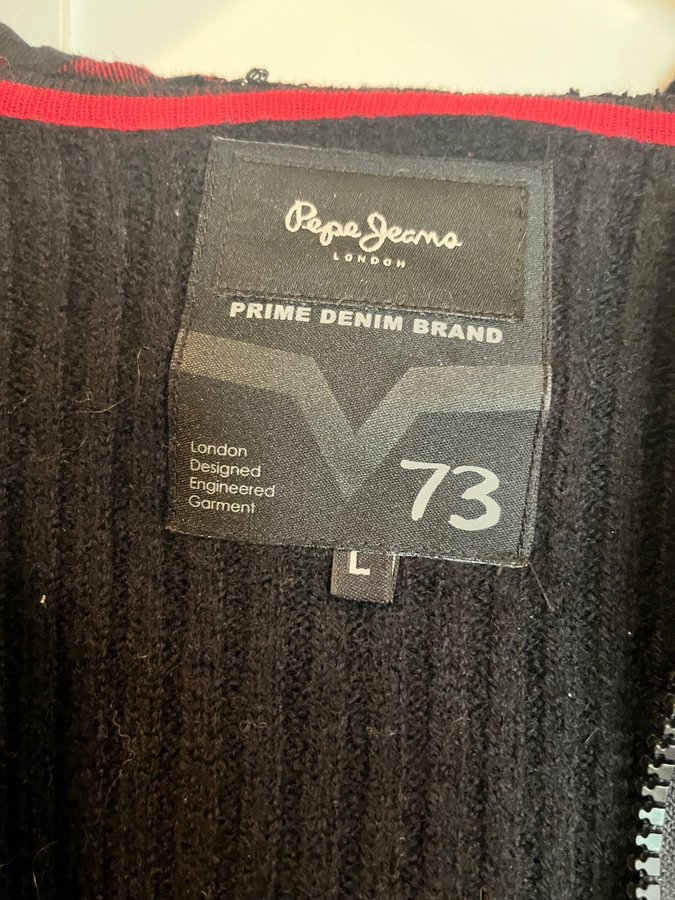 Pepe Jeans
LONDON
PRIME DENIM BRAND
London
Designed
Engineered
Garment
73
L